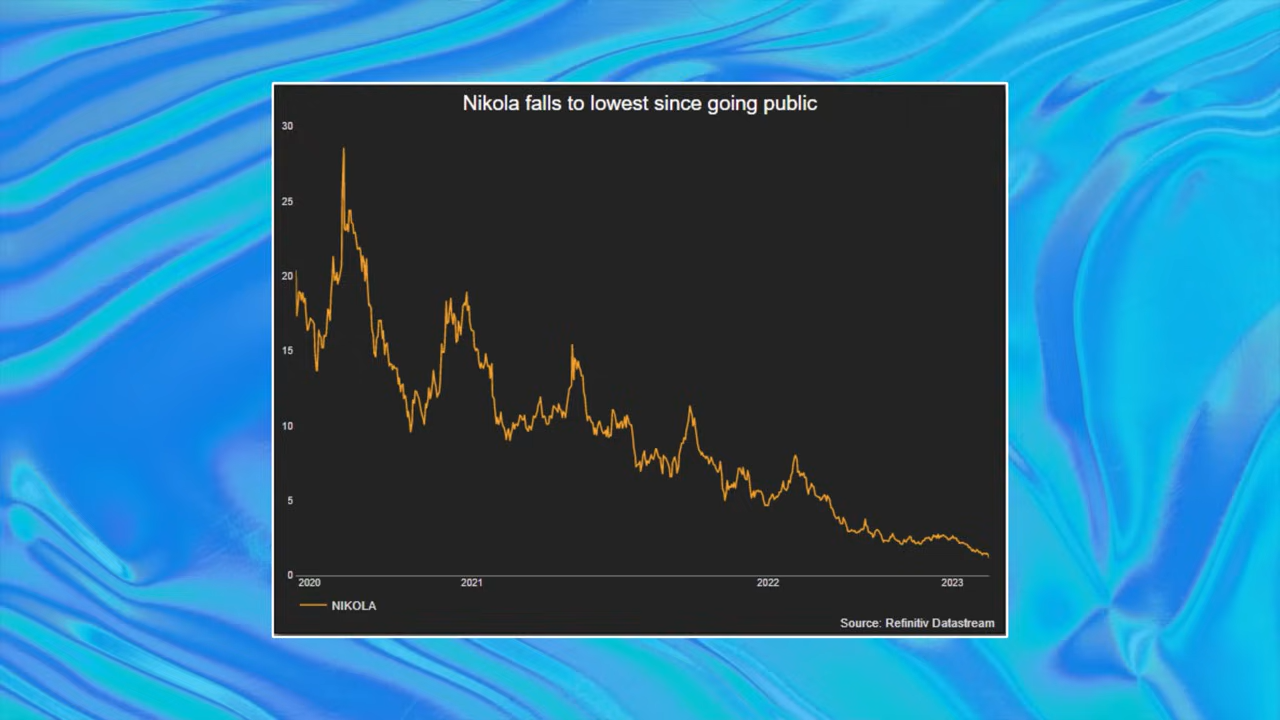 Nikola falls to lowest since going public
30
25
20
15
10
5
0
2020 2021 2022 2023
NIKOLA
Source: Refinitiv Datastream